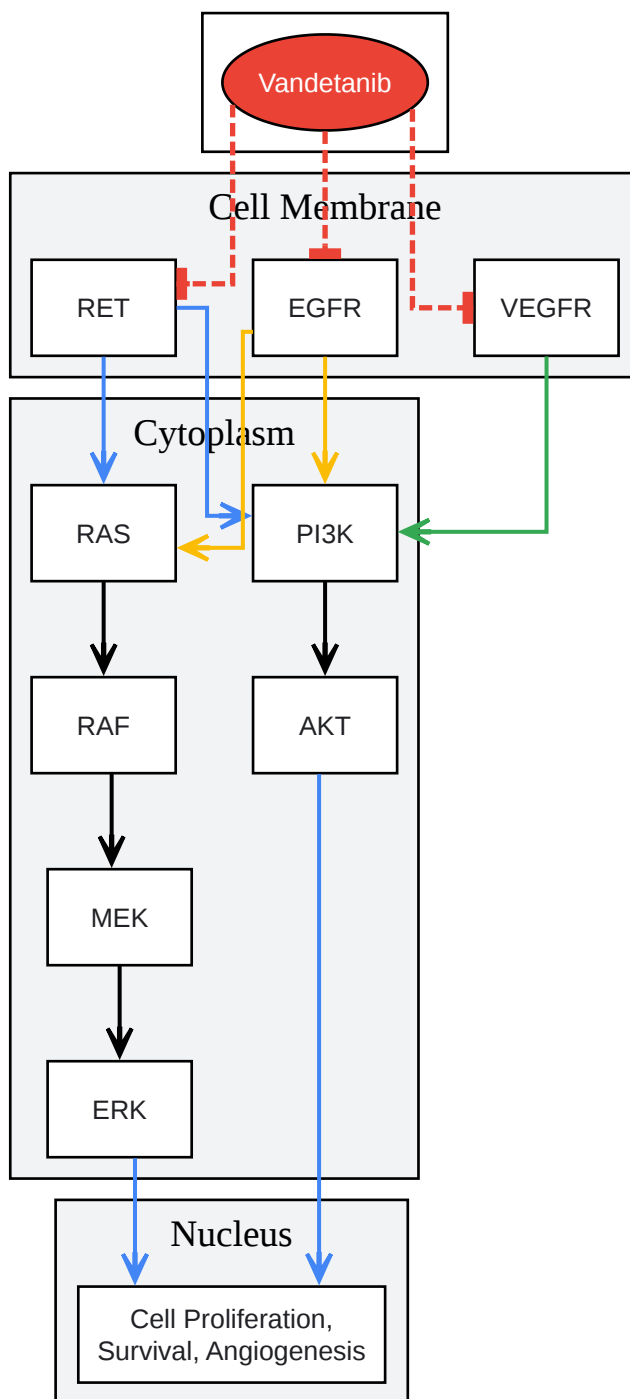 Vandetanib
Cell Membrane
RET
EGFR
VEGFR
Cytoplasm
RAS
PI3K
RAF
AKT
MEK
ERK
Nucleus
Cell Proliferation,
Survival, Angiogenesis